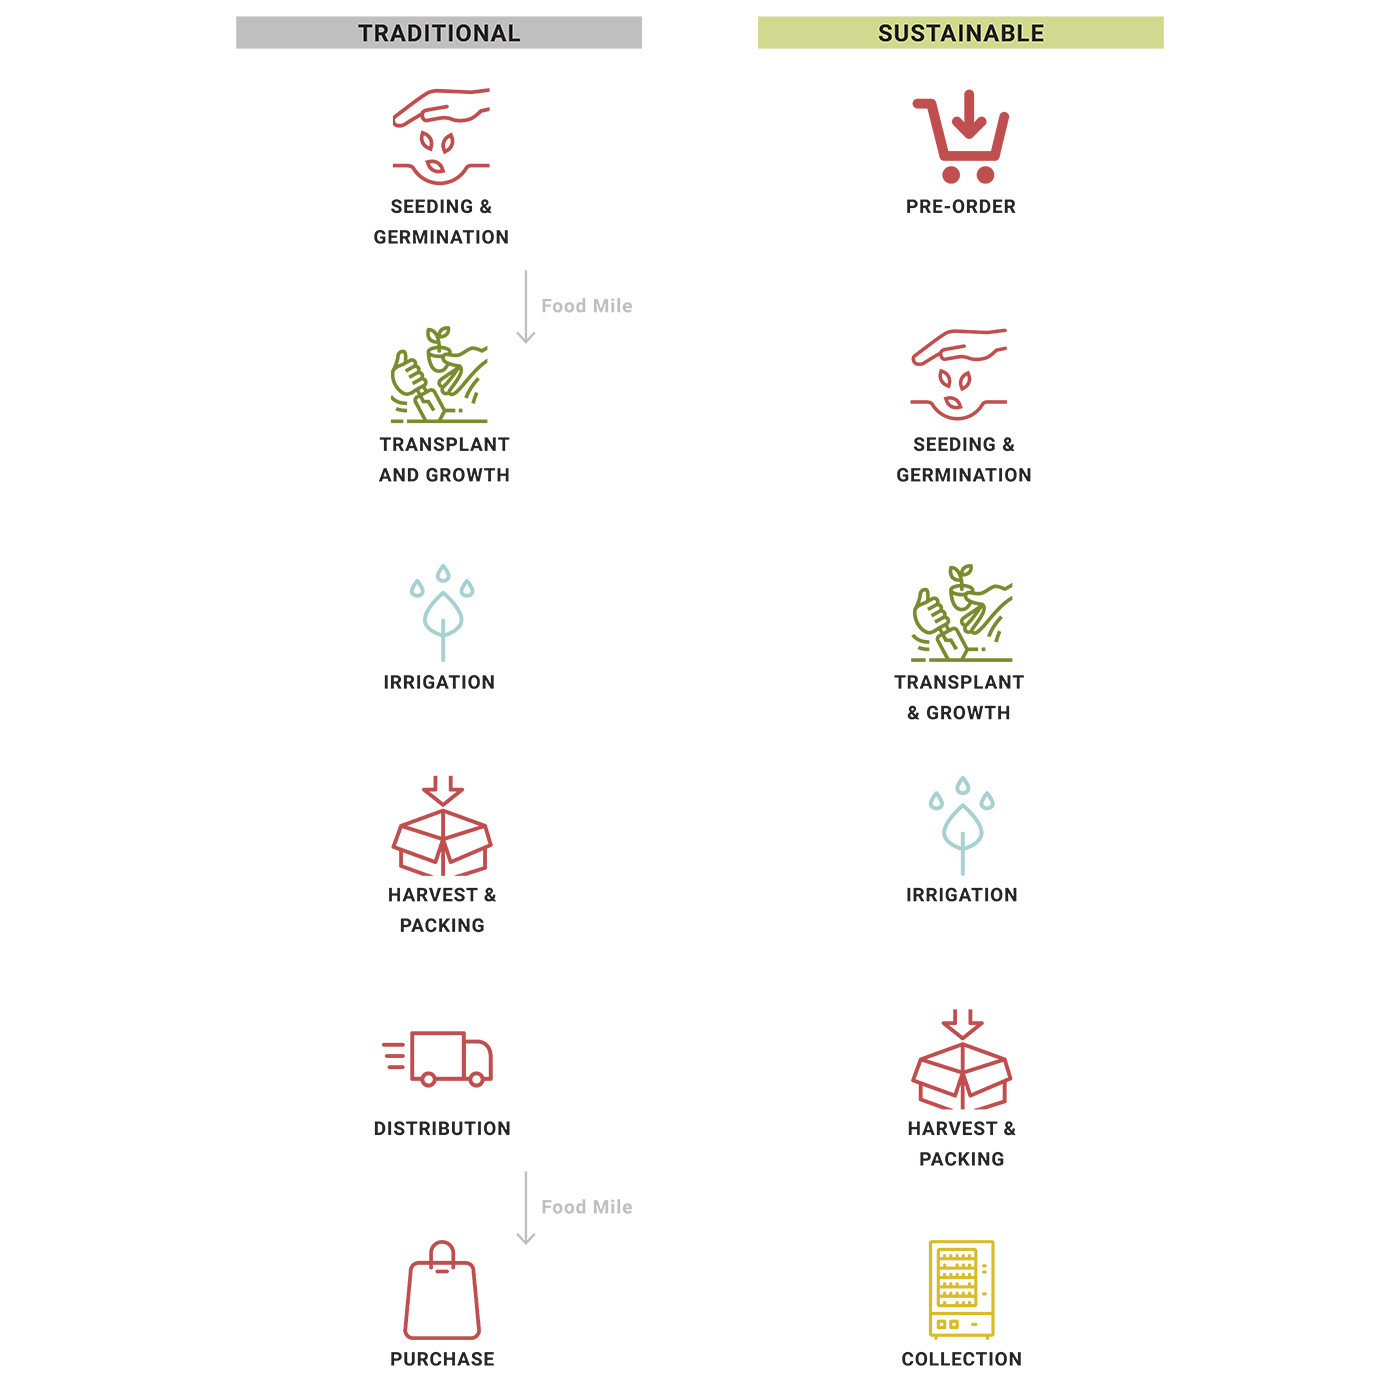 TRADITIONAL
SEEDING &
GERMINATION
Food Mile
TRANSPLANT
AND GROWTH
IRRIGATION
HARVEST &
PACKING
DISTRIBUTION
Food Mile
PURCHASE
SUSTAINABLE
PRE-ORDER
SEEDING &
GERMINATION
TRANSPLANT
& GROWTH
IRRIGATION
HARVEST &
PACKING
COLLECTION